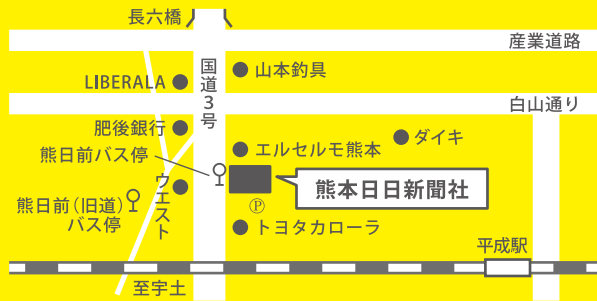 長六橋
産業道路
国道3号
LIBERALA
山本釣具
白山通り
肥後銀行
ダイキ
熊日前バス停
エルセルモ熊本
ウエスト
熊本日日新聞社
熊日前(旧道)
バス停
Ⓟ
トヨタカローラ
平成駅
至宇土